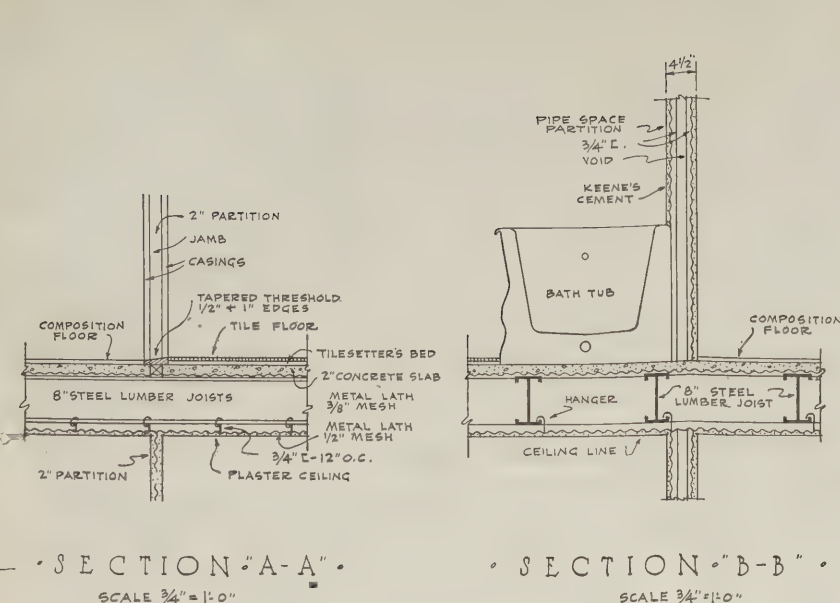 2" PARTITION
JAMB
CASINGS
TAPERED THRESHOLD
1/2" & 1" EDGES
COMPOSITION
FLOOR
TILE FLOOR
TILESETTER'S BED
2" CONCRETE SLAB
8" STEEL LUMBER JOISTS
METAL LATH
3/8" MESH
METAL LATH
1/2" MESH
3/4" [-12" O.C.
2" PARTITION
PLASTER CEILING
· SECTION · "A-A" ·
SCALE 3/4" = 1'-0"
4 1/2"
PIPE SPACE
PARTITION
3/4" [.
VOID
KEENE'S
CEMENT
BATH TUB
COMPOSITION
FLOOR
HANGER
8" STEEL
LUMBER JOIST
CEILING LINE
· SECTION · "B-B" ·
SCALE 3/4" = 1'-0"